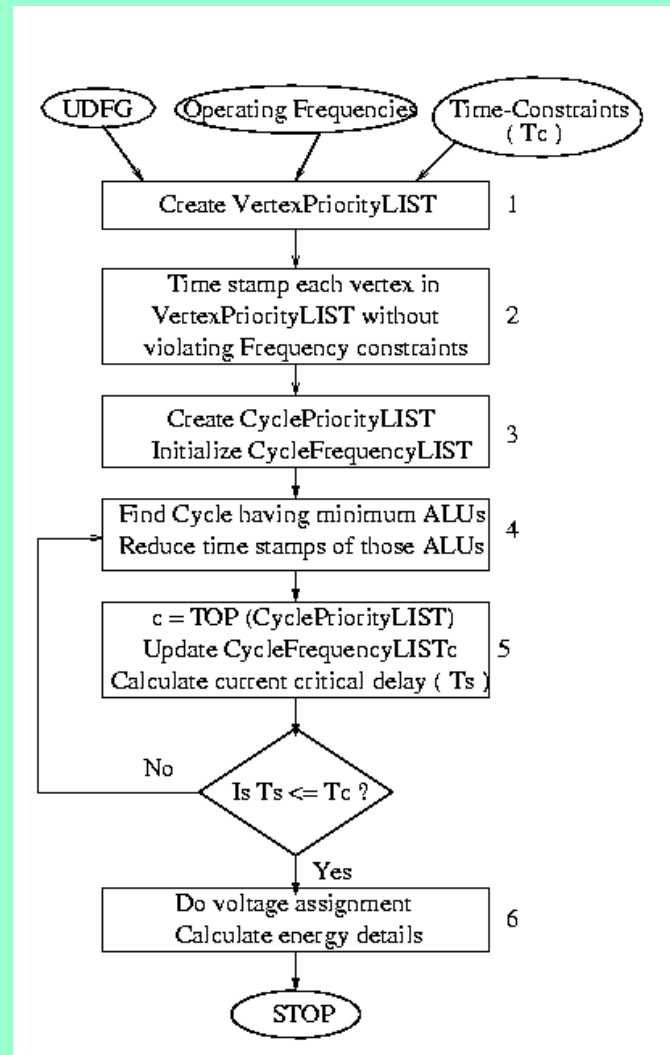 UDFG
Operating Frequencies
Time-Constraints
( Tc )
Create VertexPriorityLIST
1
Time stamp each vertex in
VertexPriorityLIST without
violating Frequency constraints
2
Create CyclePriorityLIST
Initialize CycleFrequencyLIST
3
Find Cycle having minimum ALUs
Reduce time stamps of those ALUs
4
c = TOP (CyclePriorityLIST)
Update CycleFrequencyLISTc
Calculate current critical delay ( Ts )
5
No
Is Ts <= Tc ?
Yes
Do voltage assignment
Calculate energy details
6
STOP